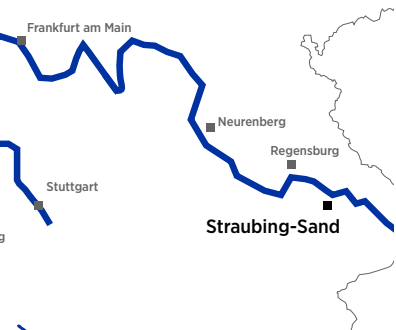 Frankfurt am Main
Neurenberg
Regensburg
Stuttgart
Straubing-Sand
g